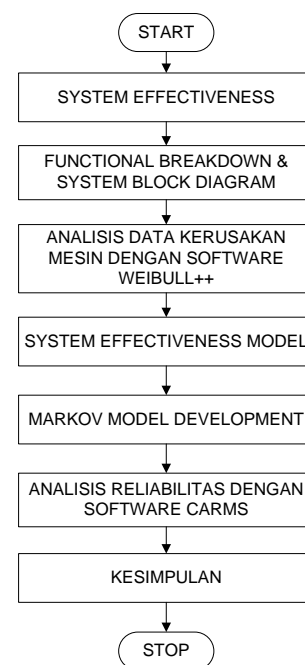 START
SYSTEM EFFECTIVENESS
FUNCTIONAL BREAKDOWN &
SYSTEM BLOCK DIAGRAM
ANALISIS DATA KERUSAKAN
MESIN DENGAN SOFTWARE
WEIBULL++
SYSTEM EFFECTIVENESS MODEL
MARKOV MODEL DEVELOPMENT
ANALISIS RELIABILITAS DENGAN
SOFTWARE CARMS
KESIMPULAN
STOP